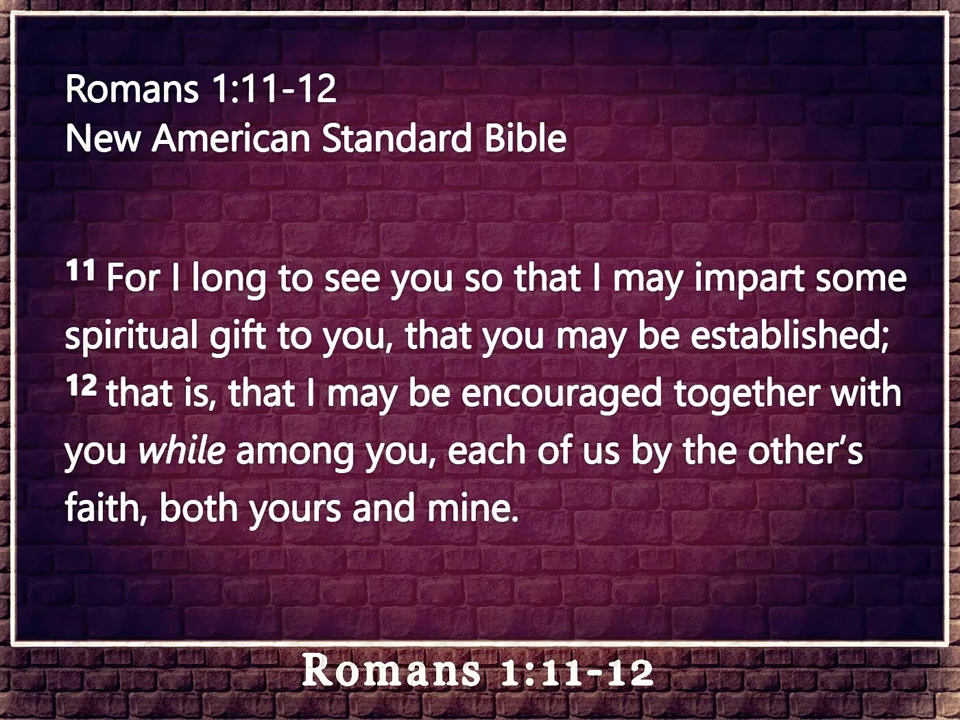 Romans 1:11-12
New American Standard Bible
11 For I long to see you so that I may impart some
spiritual gift to you, that you may be established;
12 that is, that I may be encouraged together with
you while among you, each of us by the other’s
faith, both yours and mine.
Romans 1:11-12